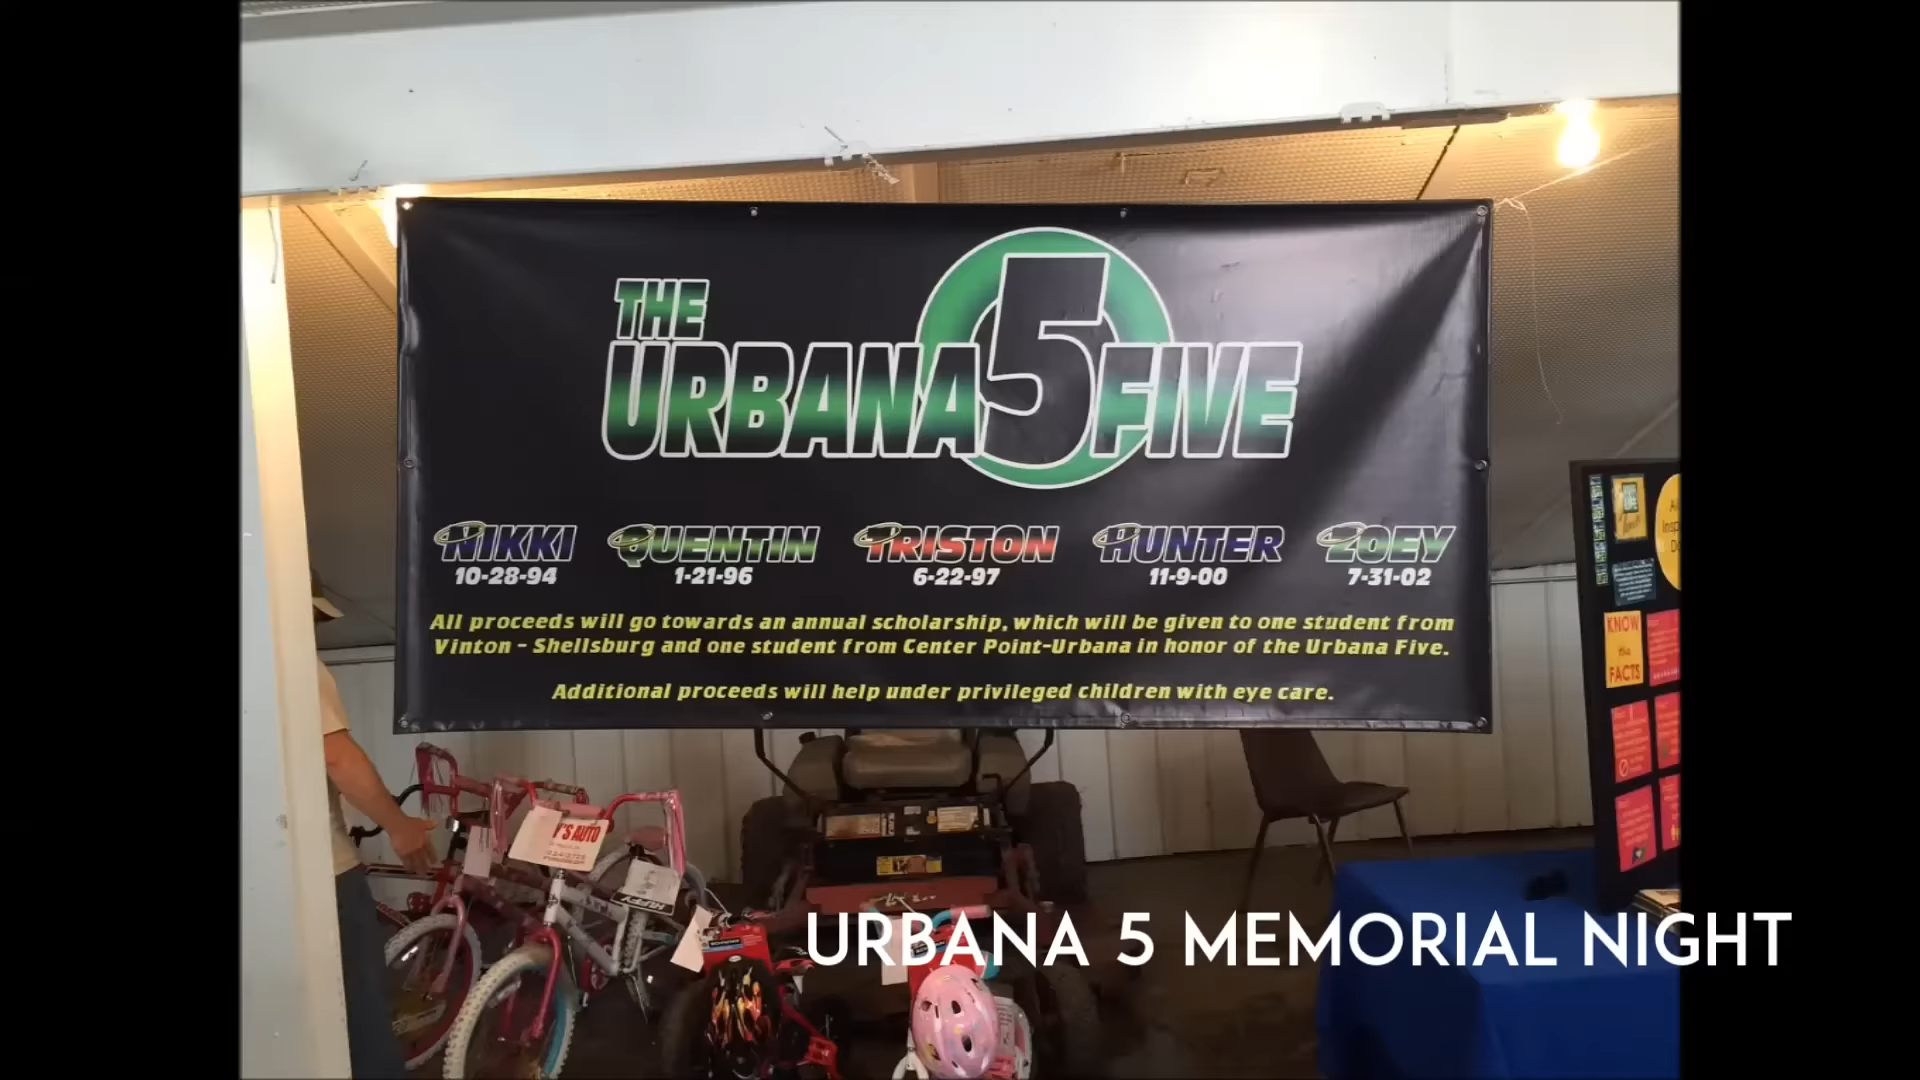 THE
URBANA 5 FIVE
NIKKI QUENTIN TRISTON HUNTER ZOEY
10-28-94 1-21-96 6-22-97 11-9-00 7-31-02
All proceeds will go towards an annual scholarship, which will be given to one student from
Vinton - Shellsburg and one student from Center Point-Urbana in honor of the Urbana Five.
Additional proceeds will help under privileged children with eye care.
KNOW
the
FACTS
'S AUTO
HUFFY
URBANA 5 MEMORIAL NIGHT